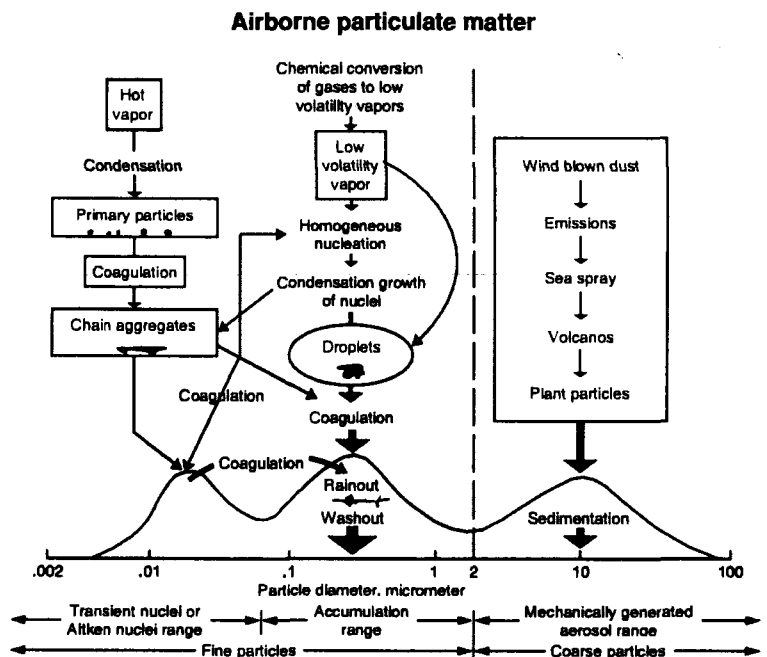 Airborne particulate matter
Hot
vapor
Condensation
Primary particles
Coagulation
Chain aggregates
Coagulation
Chemical conversion
of gases to low
volatility vapors
Low
volatility
vapor
Homogeneous
nucleation
Condensation growth
of nuclei
Droplets
Coagulation
Coagulation
Rainout
Washout
Wind blown dust
Emissions
Sea spray
Volcanos
Plant particles
Sedimentation
.002 .01 .1 1 2 10 100
Particle diameter, micrometer
Transient nuclei or
Aitken nuclei range
Accumulation
range
Mechanically generated
aerosol range
Fine particles
Coarse particles